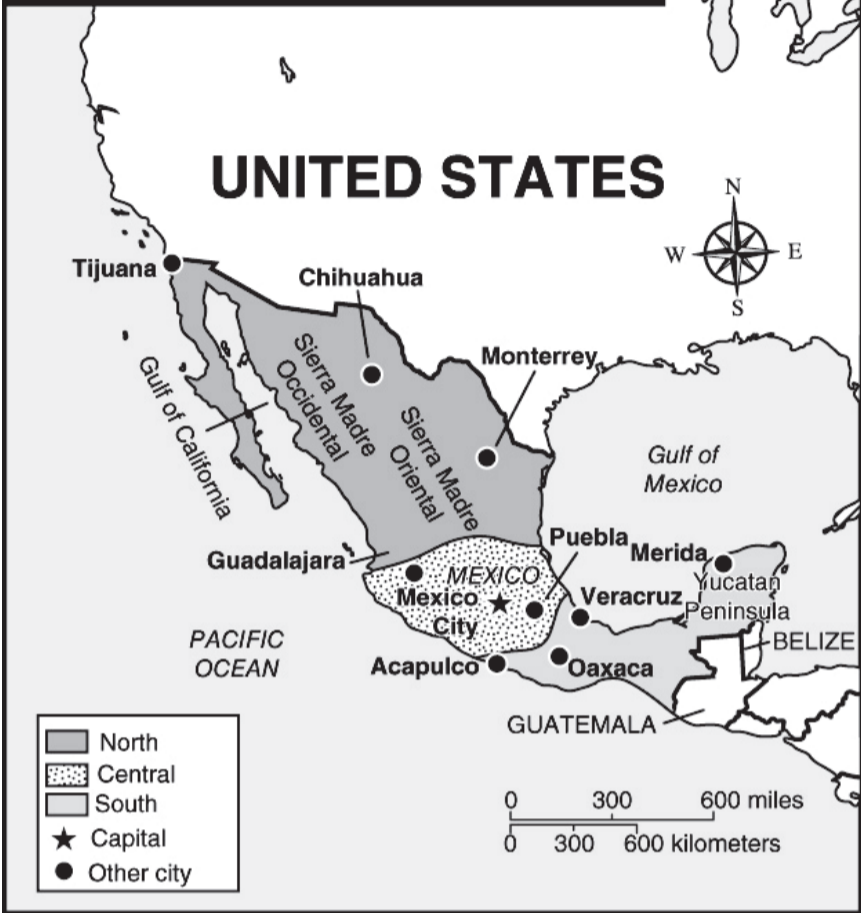 UNITED STATES
N
W
E
S
Tijuana
Chihuahua
Monterrey
Gulf of California
Sierra Madre
Occidental
Sierra Madre
Oriental
Gulf of
Mexico
Puebla
Guadalajara
Merida
MEXICO
Yucatan
Peninsula
Mexico
City
Veracruz
PACIFIC
OCEAN
BELIZE
Acapulco
Oaxaca
GUATEMALA
North
Central
South
Capital
Other city
0 300 600 miles
0 300 600 kilometers